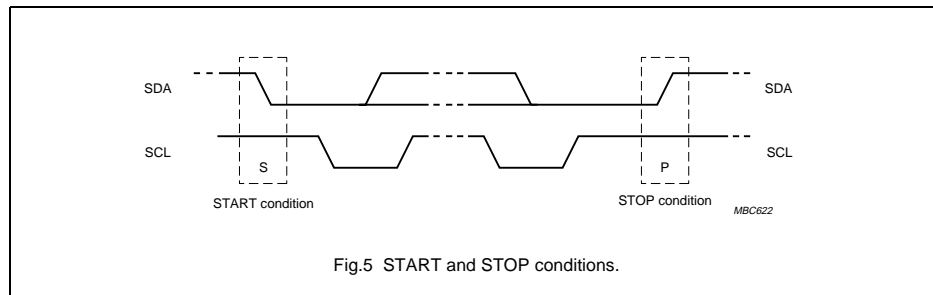 SDA SDA
SCL SCL
S P
START condition STOP condition
MBC622
Fig.5 START and STOP conditions.